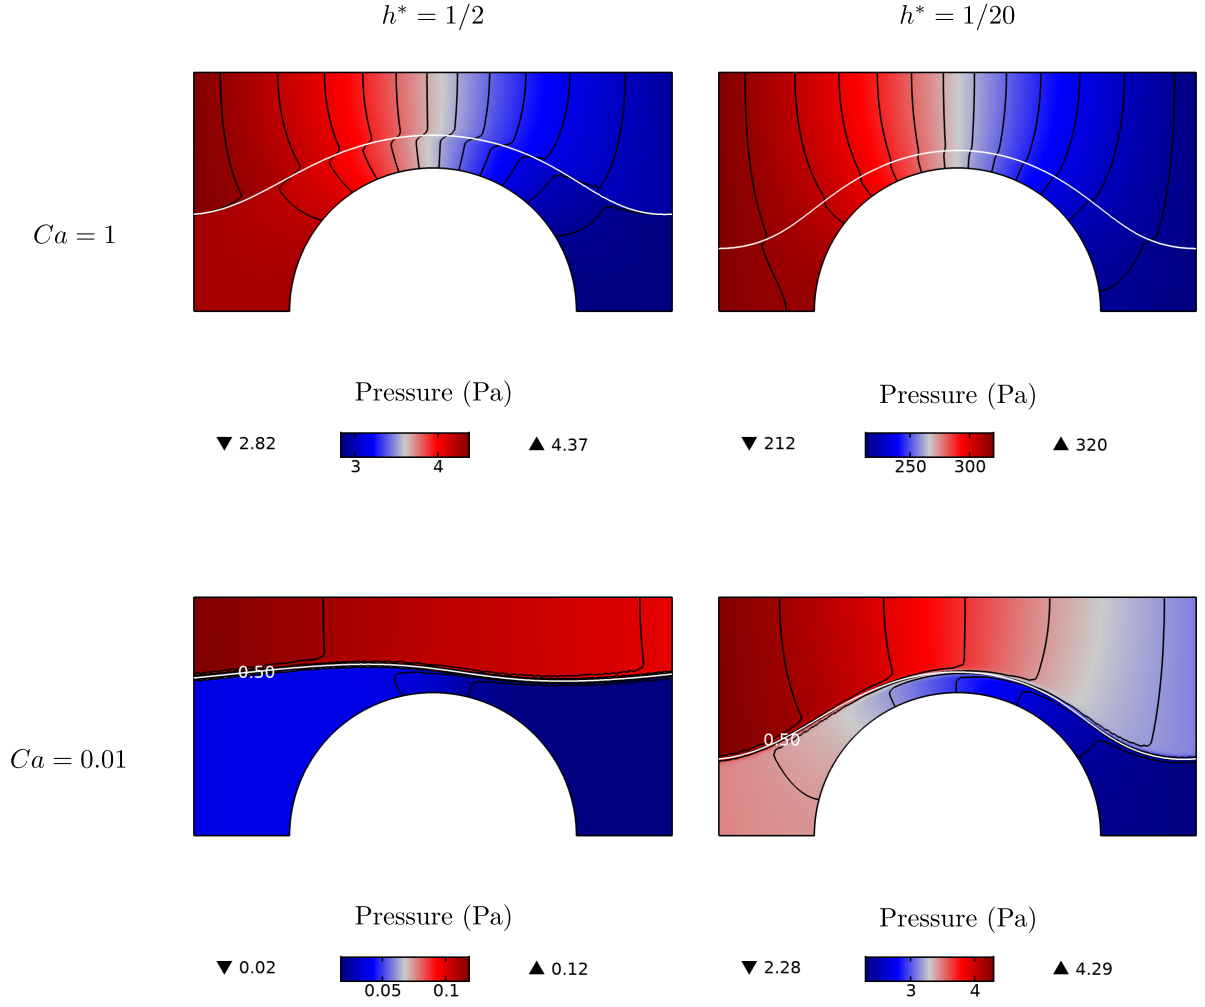 h* = 1/2 h* = 1/20
Ca = 1
Pressure (Pa) Pressure (Pa)
▼ 2.82 3 4 ▲ 4.37 ▼ 212 250 300 ▲ 320
0.50 0.50
Ca = 0.01
Pressure (Pa) Pressure (Pa)
▼ 0.02 0.05 0.1 ▲ 0.12 ▼ 2.28 3 4 ▲ 4.29